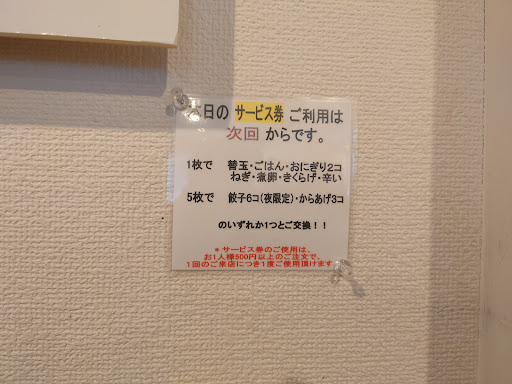 本日の サービス券 ご利用は
次回 からです。
1枚で 替玉・ごはん・おにぎり2コ
ねぎ・煮卵・きくらげ・辛い
5枚で 餃子6コ(夜限定)・からあげ3コ
のいずれか1つとご交換！！
＊サービス券のご使用は、
お1人様500円以上のご注文で、
1回のご来店につき1度ご使用頂けます